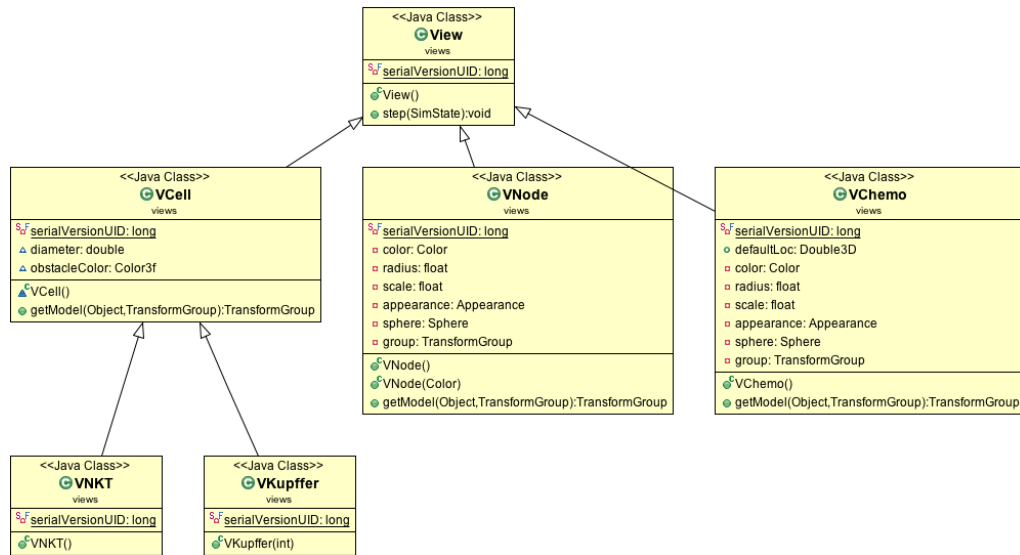 <<Java Class>>
View
views
serialVersionUID: long
View()
step(SimState):void
<<Java Class>>
VCell
views
serialVersionUID: long
diameter: double
obstacleColor: Color3f
VCell()
getModel(Object,TransformGroup):TransformGroup
<<Java Class>>
VNode
views
serialVersionUID: long
color: Color
radius: float
scale: float
appearance: Appearance
sphere: Sphere
group: TransformGroup
VNode()
VNode(Color)
getModel(Object,TransformGroup):TransformGroup
<<Java Class>>
VChemo
views
serialVersionUID: long
defaultLoc: Double3D
color: Color
radius: float
scale: float
appearance: Appearance
sphere: Sphere
group: TransformGroup
VChemo()
getModel(Object,TransformGroup):TransformGroup
<<Java Class>>
VNKT
views
serialVersionUID: long
VNKT()
<<Java Class>>
VKupffer
views
serialVersionUID: long
VKupffer(int)